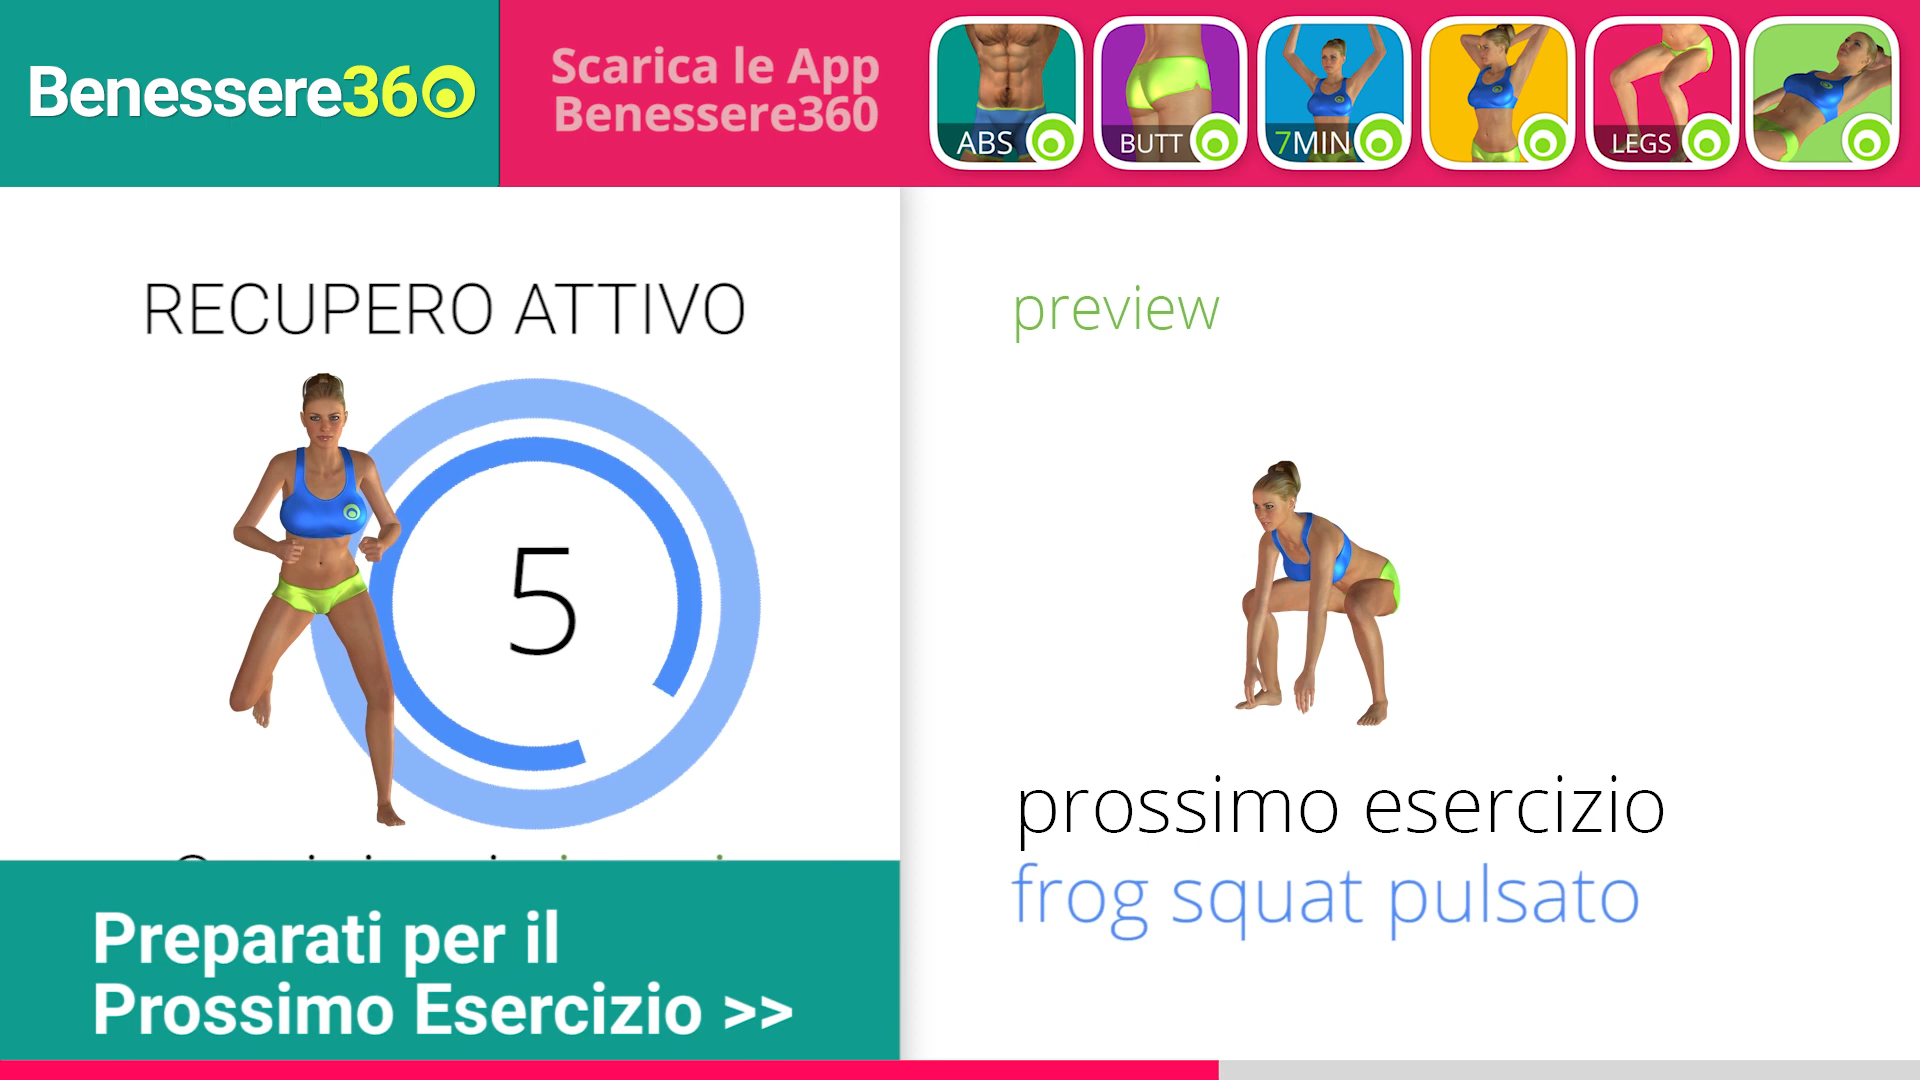 Benessere360
Scarica le App
Benessere360
ABS
BUTT
7MIN
LEGS
RECUPERO ATTIVO
5
preview
prossimo esercizio
frog squat pulsato
Preparati per il
Prossimo Esercizio >>